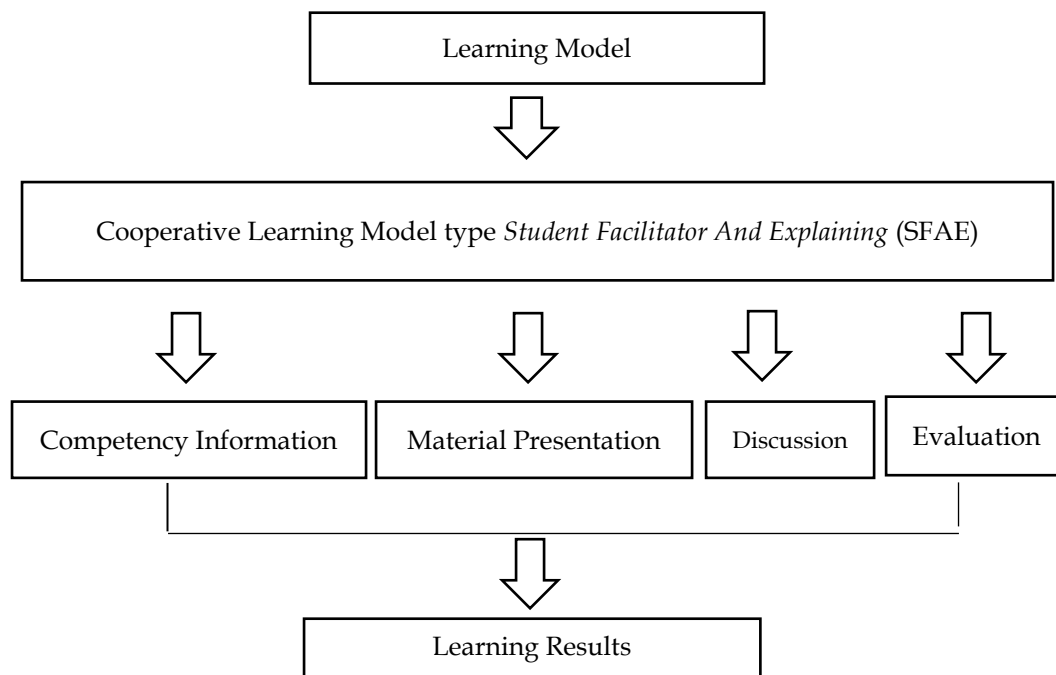 Learning Model
Cooperative Learning Model type Student Facilitator And Explaining (SFAE)
Competency Information
Material Presentation
Discussion
Evaluation
Learning Results